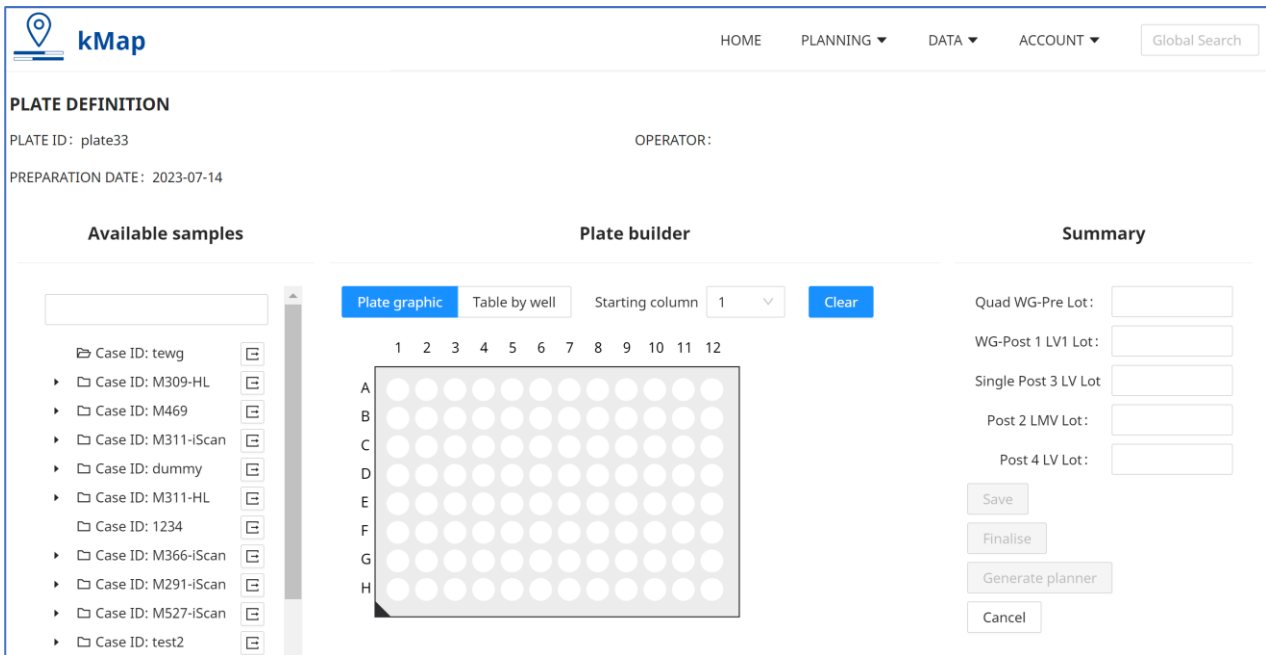 kMap
HOME PLANNING DATA ACCOUNT Global Search
PLATE DEFINITION
PLATE ID: plate33 OPERATOR:
PREPARATION DATE: 2023-07-14
Available samples
Case ID: tewg
Case ID: M309-HL
Case ID: M469
Case ID: M311-iScan
Case ID: dummy
Case ID: M311-HL
Case ID: 1234
Case ID: M366-iScan
Case ID: M291-iScan
Case ID: M527-iScan
Case ID: test2
Plate builder
Plate graphic Table by well Starting column 1 Clear
1 2 3 4 5 6 7 8 9 10 11 12
A
B
C
D
E
F
G
H
Summary
Quad WG-Pre Lot:
WG-Post 1 LV1 Lot:
Single Post 3 LV Lot
Post 2 LMV Lot:
Post 4 LV Lot:
Save
Finalise
Generate planner
Cancel